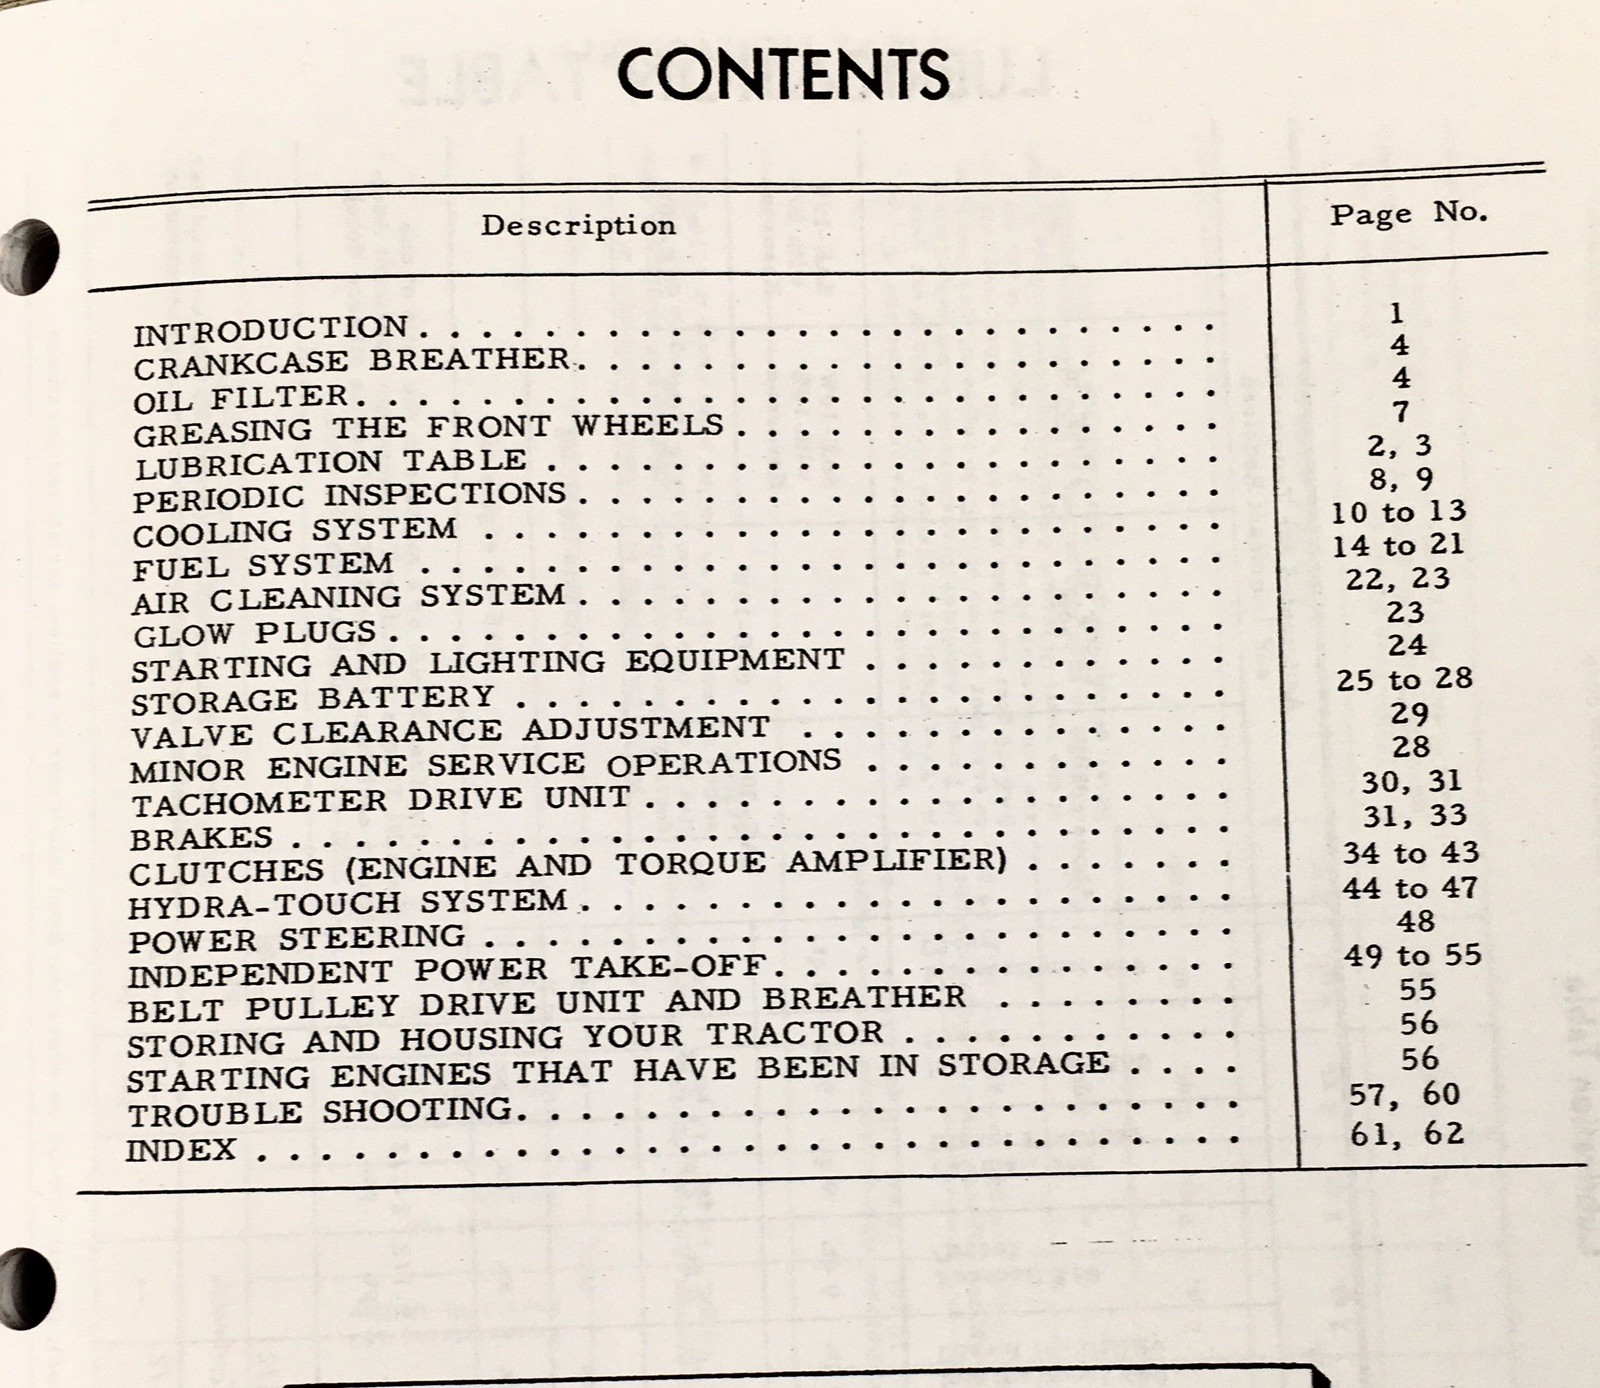 CONTENTS
Description Page No.
INTRODUCTION . . . . . . . . . . . . . . . . . . . . . . . . . . 1
CRANKCASE BREATHER . . . . . . . . . . . . . . . . . . . . . 4
OIL FILTER . . . . . . . . . . . . . . . . . . . . . . . . . . . . 4
GREASING THE FRONT WHEELS . . . . . . . . . . . . . . . . 7
LUBRICATION TABLE . . . . . . . . . . . . . . . . . . . . . . 2, 3
PERIODIC INSPECTIONS . . . . . . . . . . . . . . . . . . . . . 8, 9
COOLING SYSTEM . . . . . . . . . . . . . . . . . . . . . . . . 10 to 13
FUEL SYSTEM . . . . . . . . . . . . . . . . . . . . . . . . . . 14 to 21
AIR CLEANING SYSTEM . . . . . . . . . . . . . . . . . . . . . 22, 23
GLOW PLUGS . . . . . . . . . . . . . . . . . . . . . . . . . . . 23
STARTING AND LIGHTING EQUIPMENT . . . . . . . . . . . . 24
STORAGE BATTERY . . . . . . . . . . . . . . . . . . . . . . . 25 to 28
VALVE CLEARANCE ADJUSTMENT . . . . . . . . . . . . . . 29
MINOR ENGINE SERVICE OPERATIONS . . . . . . . . . . . . 28
TACHOMETER DRIVE UNIT . . . . . . . . . . . . . . . . . . . 30, 31
BRAKES . . . . . . . . . . . . . . . . . . . . . . . . . . . . . . 31, 33
CLUTCHES (ENGINE AND TORQUE AMPLIFIER) . . . . . . . 34 to 43
HYDRA-TOUCH SYSTEM . . . . . . . . . . . . . . . . . . . . . 44 to 47
POWER STEERING . . . . . . . . . . . . . . . . . . . . . . . . 48
INDEPENDENT POWER TAKE-OFF . . . . . . . . . . . . . . . 49 to 55
BELT PULLEY DRIVE UNIT AND BREATHER . . . . . . . . 55
STORING AND HOUSING YOUR TRACTOR . . . . . . . . . . . 56
STARTING ENGINES THAT HAVE BEEN IN STORAGE . . . . 56
TROUBLE SHOOTING . . . . . . . . . . . . . . . . . . . . . . . 57, 60
INDEX . . . . . . . . . . . . . . . . . . . . . . . . . . . . . . . 61, 62